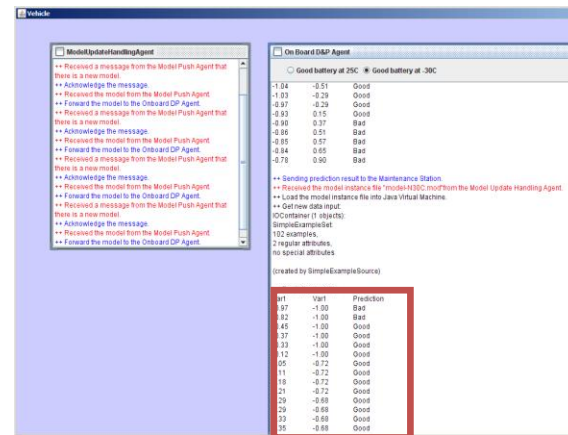 Vehicle
ModelUpdateHandlingAgent
++ Received a message from the Model Push Agent that
there is a new model.
++ Acknowledge the message.
++ Received the model from the Model Push Agent
++ Forward the model to the Onboard DP Agent.
++ Received a message from the Model Push Agent that
there is a new model.
++ Acknowledge the message.
++ Received the model from the Model Push Agent
++ Forward the model to the Onboard DP Agent.
++ Received a message from the Model Push Agent that
there is a new model.
++ Acknowledge the message.
++ Received the model from the Model Push Agent
++ Forward the model to the Onboard DP Agent.
++ Received a message from the Model Push Agent that
there is a new model.
++ Acknowledge the message.
++ Received the model from the Model Push Agent
++ Forward the model to the Onboard DP Agent.
On Board D&P Agent
Good battery at 25C Good battery at -30C
-1.04 -0.51 Good
-1.03 -0.29 Good
-0.97 -0.29 Good
-0.93 0.15 Good
-0.90 0.37 Bad
-0.86 0.51 Bad
-0.85 0.57 Bad
-0.84 0.65 Bad
-0.78 0.90 Bad
++ Sending prediction result to the Maintenance Station.
++ Received the model instance file "model-N30C.mod"from the Model Update Handling Agent.
++ Load the model instance file into Java Virtual Machine.
++ Get new data input:
IOContainer (1 objects):
SimpleExampleSet:
102 examples,
2 regular attributes,
no special attributes
(created by SimpleExampleSource)
Var1 Prediction
.97 -1.00 Bad
.82 -1.00 Bad
.45 -1.00 Good
.37 -1.00 Good
.33 -1.00 Good
.12 -1.00 Good
05 -0.72 Good
11 -0.72 Good
18 -0.72 Good
21 -0.72 Good
29 -0.68 Good
29 -0.68 Good
33 -0.68 Good
35 -0.68 Good